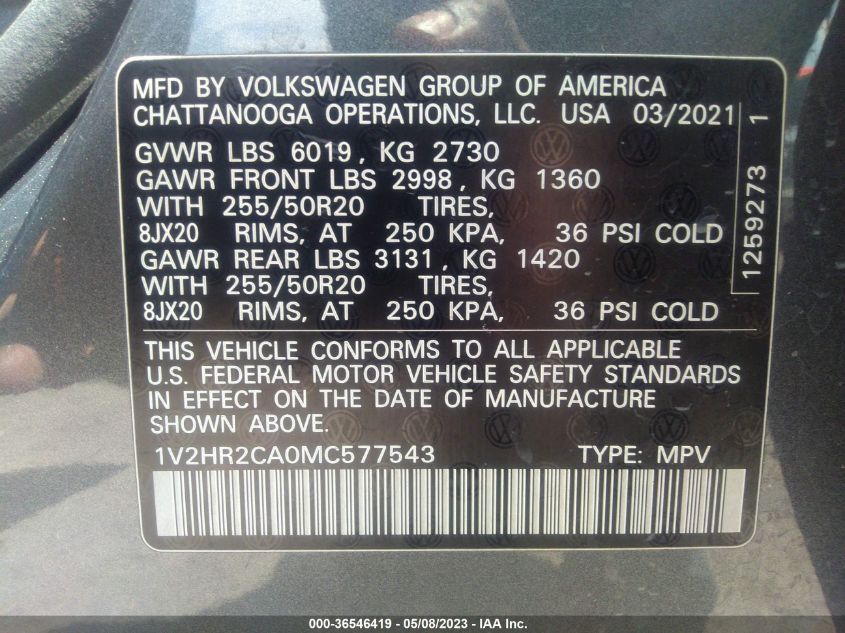 MFD BY VOLKSWAGEN GROUP OF AMERICA
CHATTANOOGA OPERATIONS, LLC. USA 03/2021
GVWR LBS 6019, KG 2730
GAWR FRONT LBS 2998, KG 1360
WITH 255/50R20 TIRES,
8JX20 RIMS, AT 250 KPA, 36 PSI COLD
GAWR REAR LBS 3131, KG 1420
WITH 255/50R20 TIRES,
8JX20 RIMS, AT 250 KPA, 36 PSI COLD
1259273 1
THIS VEHICLE CONFORMS TO ALL APPLICABLE
U.S. FEDERAL MOTOR VEHICLE SAFETY STANDARDS
IN EFFECT ON THE DATE OF MANUFACTURE
SHOWN ABOVE.
1V2HR2CA0MC577543 TYPE: MPV
000-36546419 - 05/08/2023 - IAA Inc.